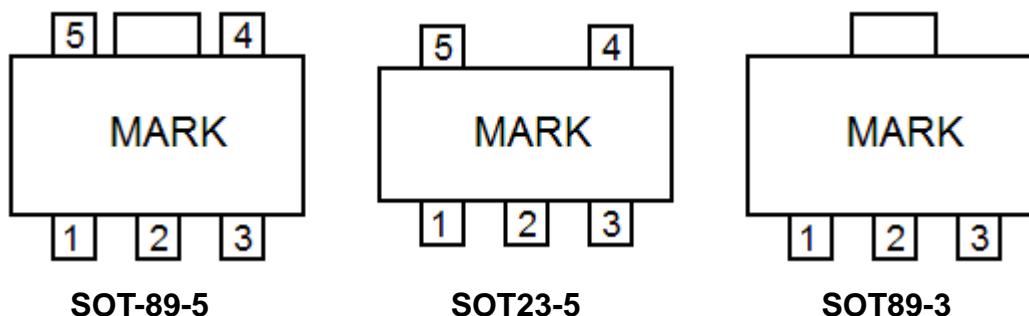 5 4 5 4
MARK MARK MARK
1 2 3 1 2 3 1 2 3
SOT-89-5 SOT23-5 SOT89-3